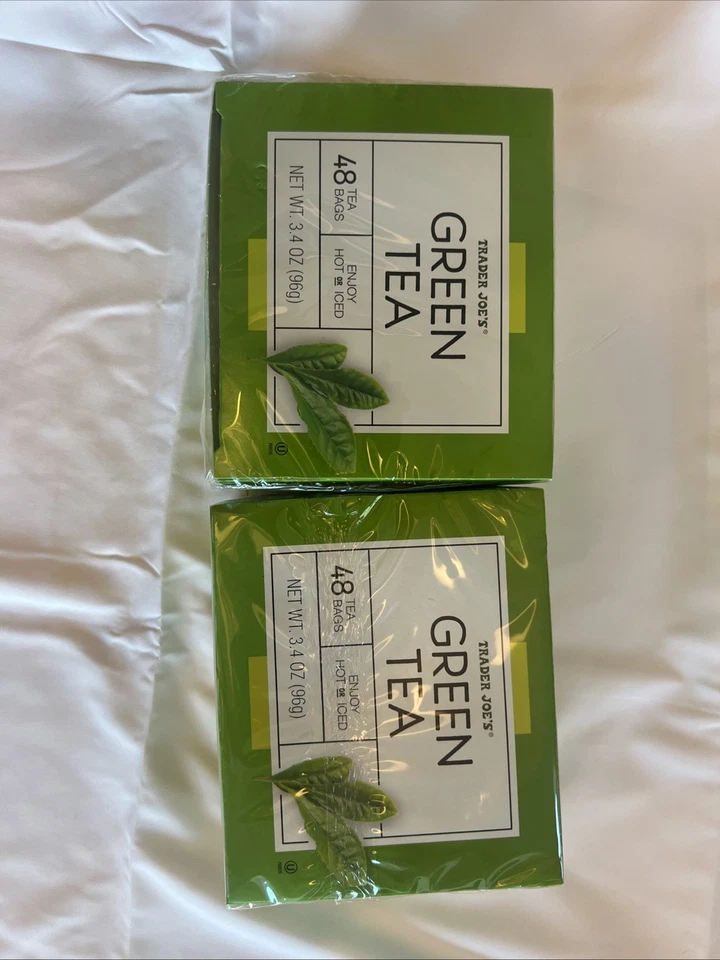 TRADER JOE'S®
GREEN
TEA
48 TEA
BAGS
ENJOY
HOT OR ICED
NET WT. 3.4 OZ (96g)
U
TRADER JOE'S®
GREEN
TEA
48 TEA
BAGS
ENJOY
HOT OR ICED
NET WT. 3.4 OZ (96g)
U